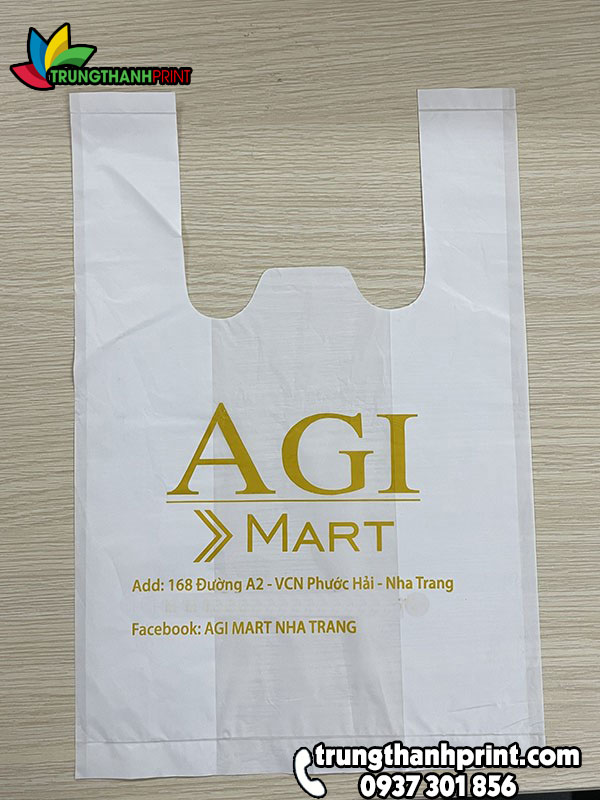 TRUNGTHANHPRINT
AGI
MART
Add: 168 Đường A2 - VCN Phước Hải - Nha Trang
Facebook: AGI MART NHA TRANG
trungthanhprint.com
0937 301 856